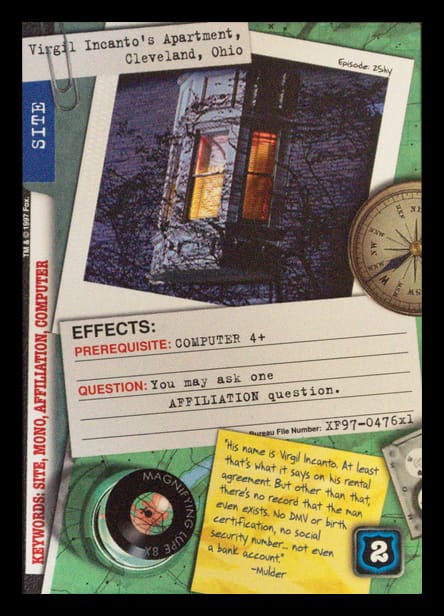 Virgil Incanto's Apartment,
Cleveland, Ohio
Episode: 2Shy
SITE
TM & © 1997 Fox.
KEYWORDS: SITE, MONO, AFFILIATION, COMPUTER
EFFECTS:
PREREQUISITE: COMPUTER 4+
QUESTION: You may ask one
AFFILIATION question.
Bureau File Number: XF97-0476x1
MAGNIFYING LUPE 8X
"His name is Virgil Incanto. At least
that's what it says on his rental
agreement. But other than that,
there's no record that the man
even exists. No DMV or birth
certification, no social
security number... not even
a bank account."
-Mulder
2